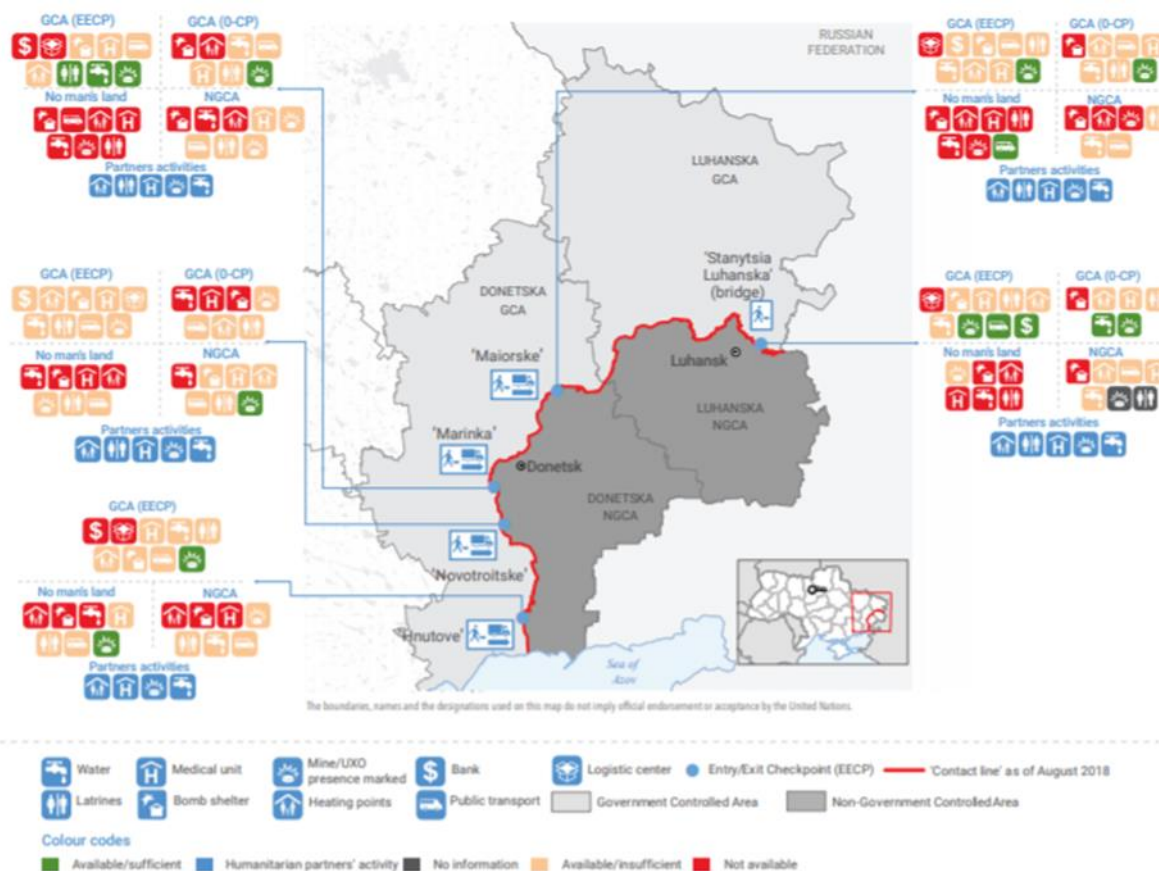 GCA (EECP)
GCA (0-CP)
No man's land
NGCA
Partners activities
GCA (EECP)
GCA (0-CP)
No man's land
NGCA
Partners activities
GCA (EECP)
No man's land
NGCA
Partners activities
RUSSIAN
FEDERATION
LUHANSKA
GCA
'Stanytsia
Luhanska'
(bridge)
DONETSKA
GCA
'Maiorske'
Luhansk
LUHANSKA
NGCA
'Marinka'
Donetsk
DONETSKA
NGCA
'Novotroitske'
'Hnutove'
Sea of
Azov
GCA (EECP)
GCA (0-CP)
No man's land
NGCA
Partners activities
GCA (EECP)
GCA (0-CP)
No man's land
NGCA
Partners activities
The boundaries, names and the designations used on this map do not imply official endorsement or acceptance by the United Nations.
Water
Medical unit
Mine/UXO
presence marked
Bank
Logistic center
Entry/Exit Checkpoint (EECP)
'Contact line' as of August 2018
Latrines
Bomb shelter
Heating points
Public transport
Government Controlled Area
Non-Government Controlled Area
Colour codes
Available/sufficient
Humanitarian partners' activity
No information
Available/insufficient
Not available